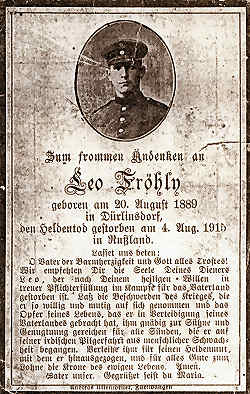 Zum frommen Andenken an
Leo Fröhly
geboren am 20. August 1889
in Dürlinsdorf,
den Heldentod gestorben am 4. Aug. 1915
in Rußland.
Lasset uns beten:
O Vater der Barmherzigkeit und Gott alles Trostes!
Wir empfehlen Dir die Seele Deines Dieners
Leo, der nach Deinem heiligen Willen in
treuer Pflichterfüllung im Kampfe für das Vaterland
gestorben ist. Laß die Beschwerden des Krieges, die
er so willig und mutig auf sich genommen und das
Opfer seines Lebens, das er in Verteidigung seines
Vaterlandes gebracht hat, ihm gnädig zur Sühne und
Genugtuung gereichen für alle Sünden, die er auf
seiner irdischen Pilgerfahrt aus menschlicher Schwach-
heit begangen. Verleihe ihm für seinen Heldenmut,
mit dem er hinausgezogen, und für alles Gute zum
Lohne die Krone des ewigen Lebens. Amen.
Vater unser. Gegrüßet seist du Maria.